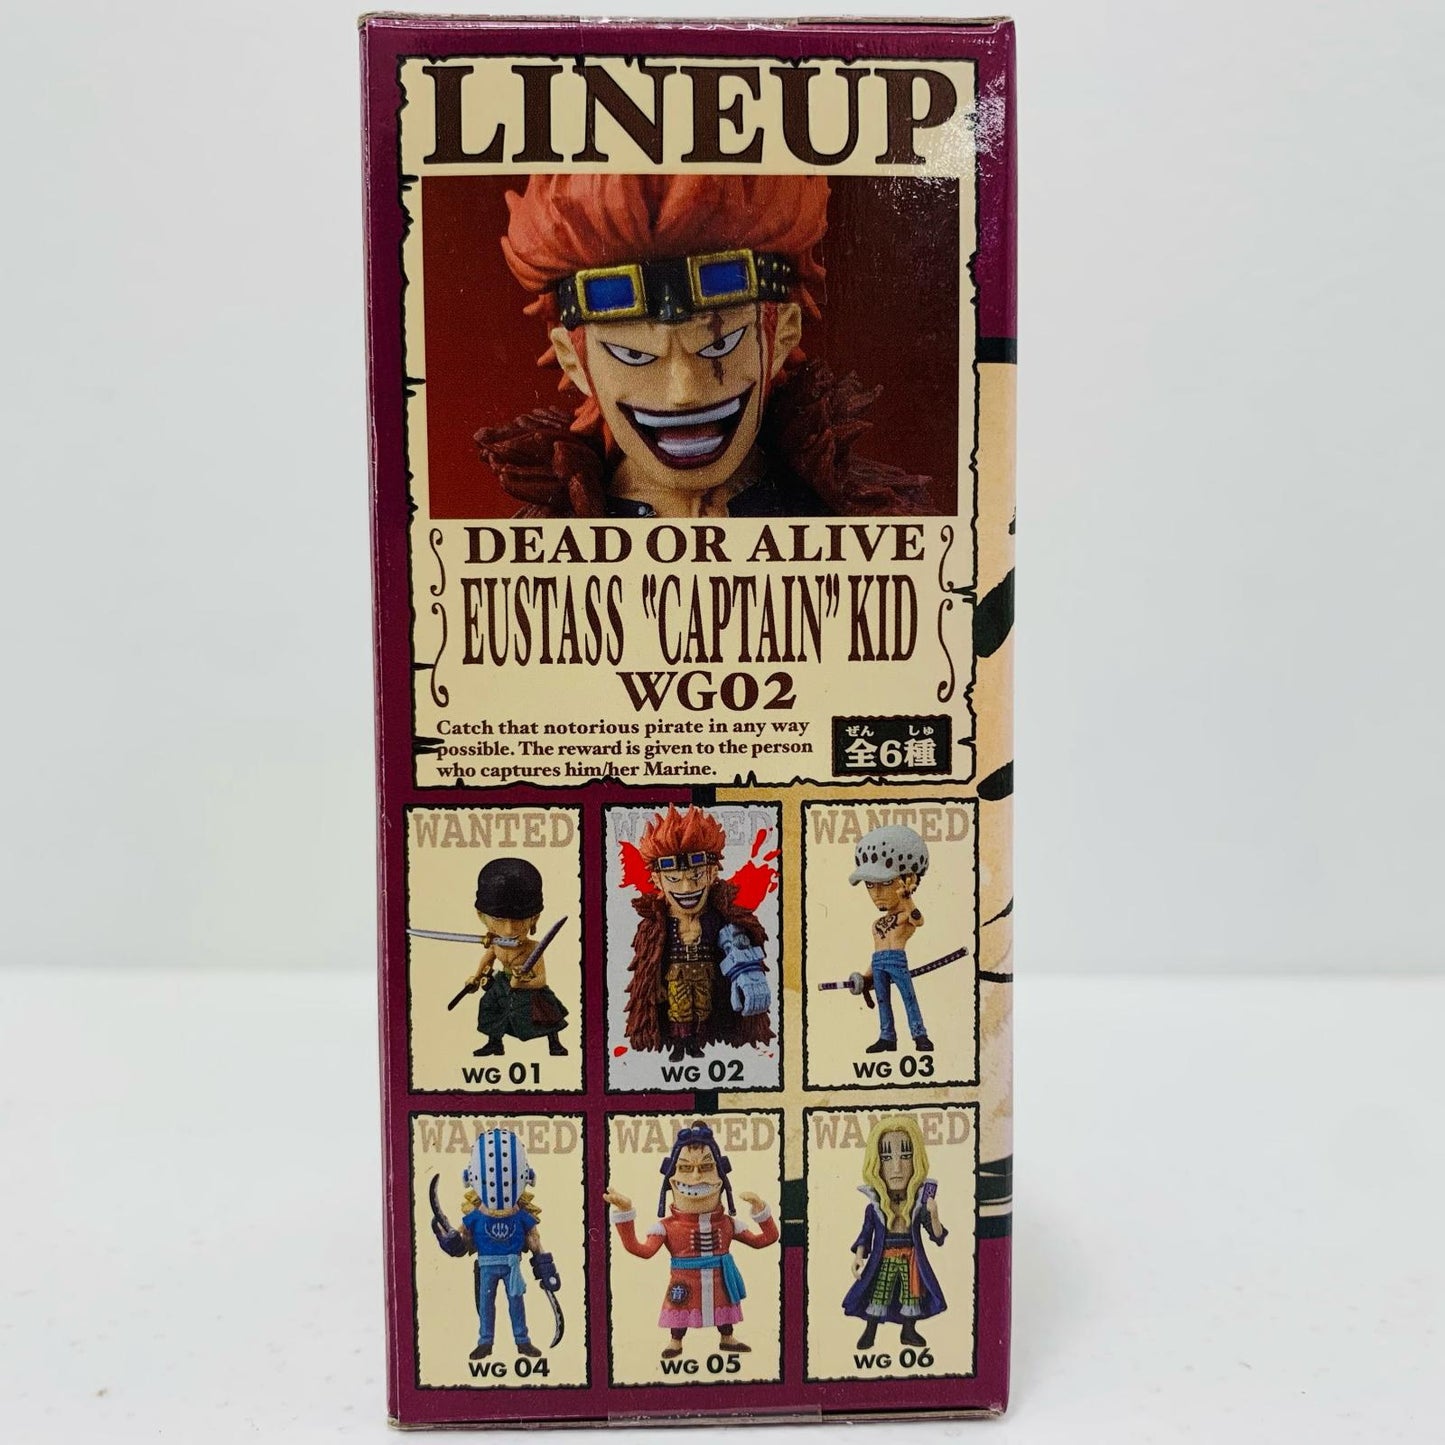 LINEUP
DEAD OR ALIVE
EUSTASS "CAPTAIN" KID
WG02
Catch that notorious pirate in any way
possible. The reward is given to the person
who captures him/her Marine.
ぜん しゅ
全6種
WANTED
WG 01
WANTED
WG 02
WANTED
WG 03
WANTED
WG 04
WANTED
音
WG 05
WANTED
WG 06